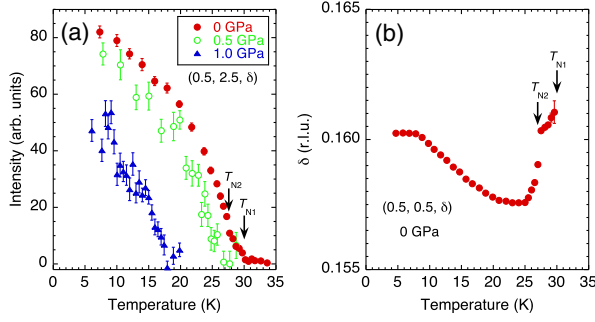 (a)
0 GPa
0.5 GPa
1.0 GPa
(0.5, 2.5, δ)
80
60
40
20
0
Intensity (arb. units)
T_N2
T_N1
0 5 10 15 20 25 30 35
Temperature (K)
(b)
0.165
0.160
0.155
δ (r.l.u.)
T_N1
T_N2
(0.5, 0.5, δ)
0 GPa
0 5 10 15 20 25 30 35
Temperature (K)